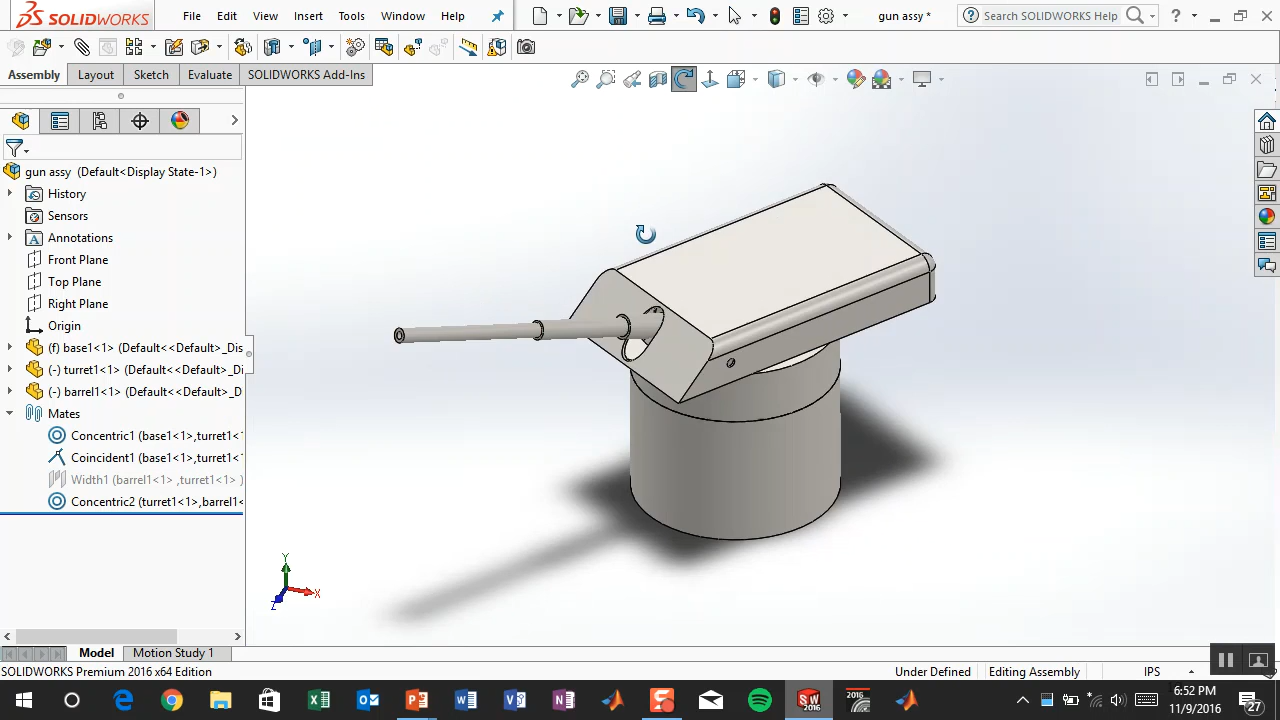 SOLIDWORKS
File Edit View Insert Tools Window Help
gun assy *
Search SOLIDWORKS Help
?
Assembly Layout Sketch Evaluate SOLIDWORKS Add-Ins
gun assy (Default<Display State-1>)
History
Sensors
A Annotations
Front Plane
Top Plane
Right Plane
Origin
(f) base1<1> (Default<<Default>_Dis
(-) turret1<1> (Default<<Default>_Di
(-) barrel1<1> (Default<<Default>_D
Mates
Concentric1 (base1<1>,turret1<1
Coincident1 (base1<1>,turret1<1
Width1 (barrel1<1> ,turret1<1> )
Concentric2 (turret1<1>,barrel1<
Y
X
Z
Model Motion Study 1
SOLIDWORKS Premium 2016 x64 Edition
Under Defined Editing Assembly IPS
6:52 PM
11/9/2016
27